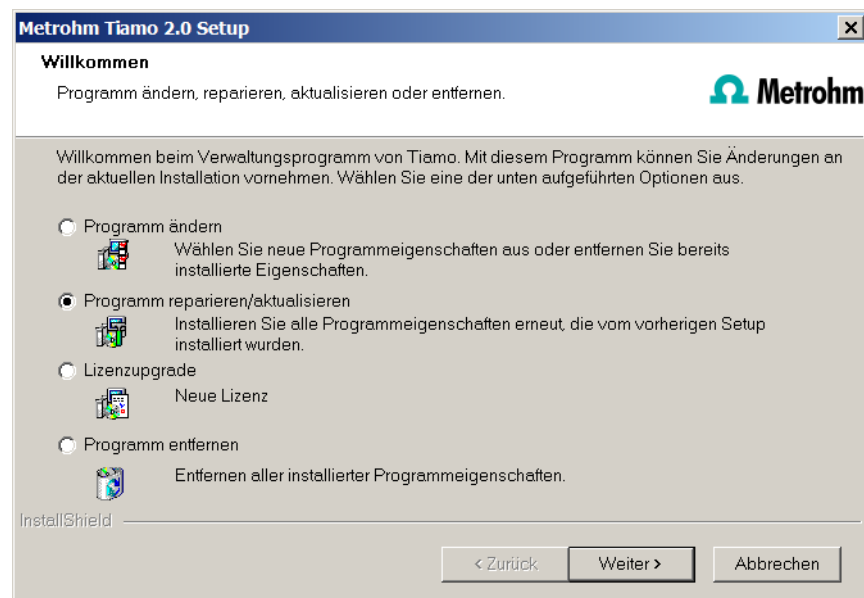 Metrohm Tiamo 2.0 Setup
Willkommen
Programm ändern, reparieren, aktualisieren oder entfernen.
Metrohm
Willkommen beim Verwaltungsprogramm von Tiamo. Mit diesem Programm können Sie Änderungen an
der aktuellen Installation vornehmen. Wählen Sie eine der unten aufgeführten Optionen aus.
Programm ändern
Wählen Sie neue Programmeigenschaften aus oder entfernen Sie bereits
installierte Eigenschaften.
Programm reparieren/aktualisieren
Installieren Sie alle Programmeigenschaften erneut, die vom vorherigen Setup
installiert wurden.
Lizenzupgrade
Neue Lizenz
Programm entfernen
Entfernen aller installierter Programmeigenschaften.
InstallShield
< Zurück
Weiter >
Abbrechen